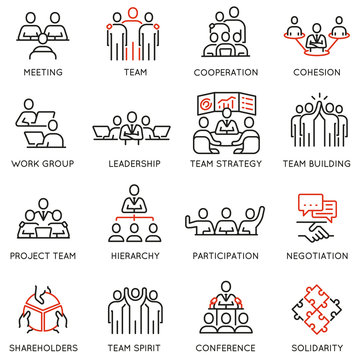 MEETING
TEAM
COOPERATION
COHESION
WORK GROUP
LEADERSHIP
TEAM STRATEGY
TEAM BUILDING
PROJECT TEAM
HIERARCHY
PARTICIPATION
NEGOTIATION
SHAREHOLDERS
TEAM SPIRIT
CONFERENCE
SOLIDARITY